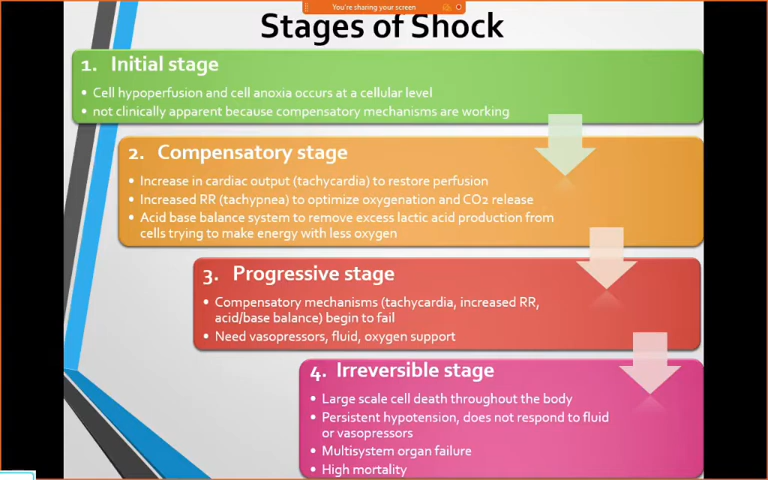 You're sharing your screen
Stages of Shock
1. Initial stage
• Cell hypoperfusion and cell anoxia occurs at a cellular level
• not clinically apparent because compensatory mechanisms are working
2. Compensatory stage
• Increase in cardiac output (tachycardia) to restore perfusion
• Increased RR (tachypnea) to optimize oxygenation and CO2 release
• Acid base balance system to remove excess lactic acid production from
cells trying to make energy with less oxygen
3. Progressive stage
• Compensatory mechanisms (tachycardia, increased RR,
acid/base balance) begin to fail
• Need vasopressors, fluid, oxygen support
4. Irreversible stage
• Large scale cell death throughout the body
• Persistent hypotension, does not respond to fluid
or vasopressors
• Multisystem organ failure
• High mortality